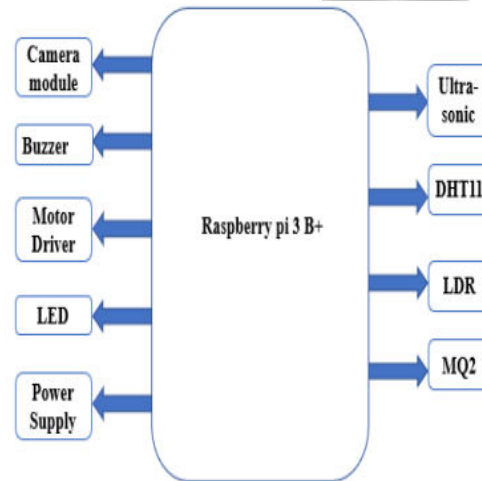 Camera
module
Buzzer
Motor
Driver
LED
Power
Supply
Raspberry pi 3 B+
Ultra-
sonic
DHT11
LDR
MQ2